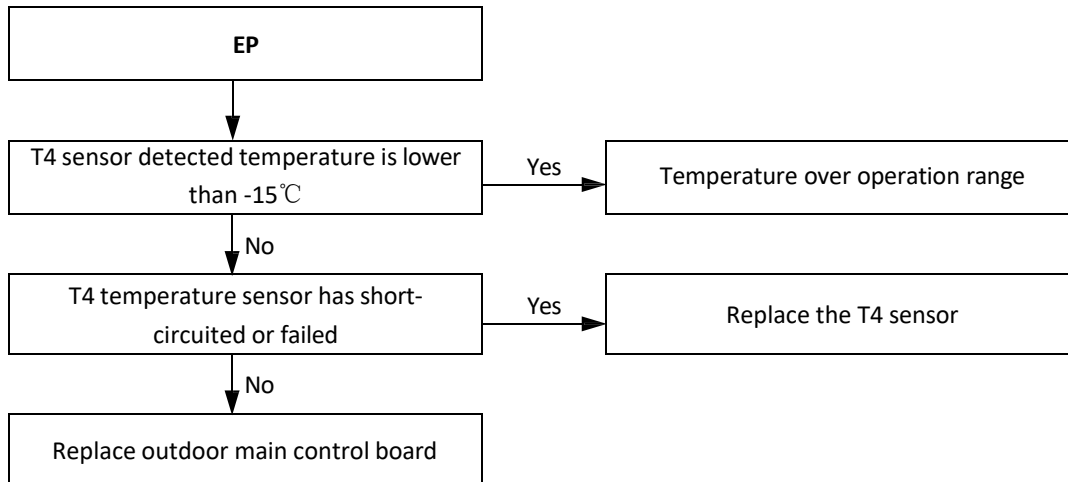 EP
T4 sensor detected temperature is lower
than -15℃
Yes
Temperature over operation range
No
T4 temperature sensor has short-
circuited or failed
Yes
Replace the T4 sensor
No
Replace outdoor main control board